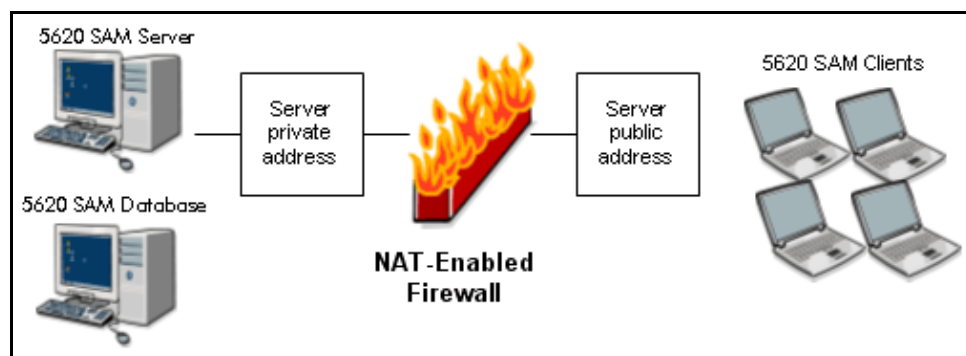 5620 SAM Server
5620 SAM Database
Server
private
address
NAT-Enabled
Firewall
Server
public
address
5620 SAM Clients